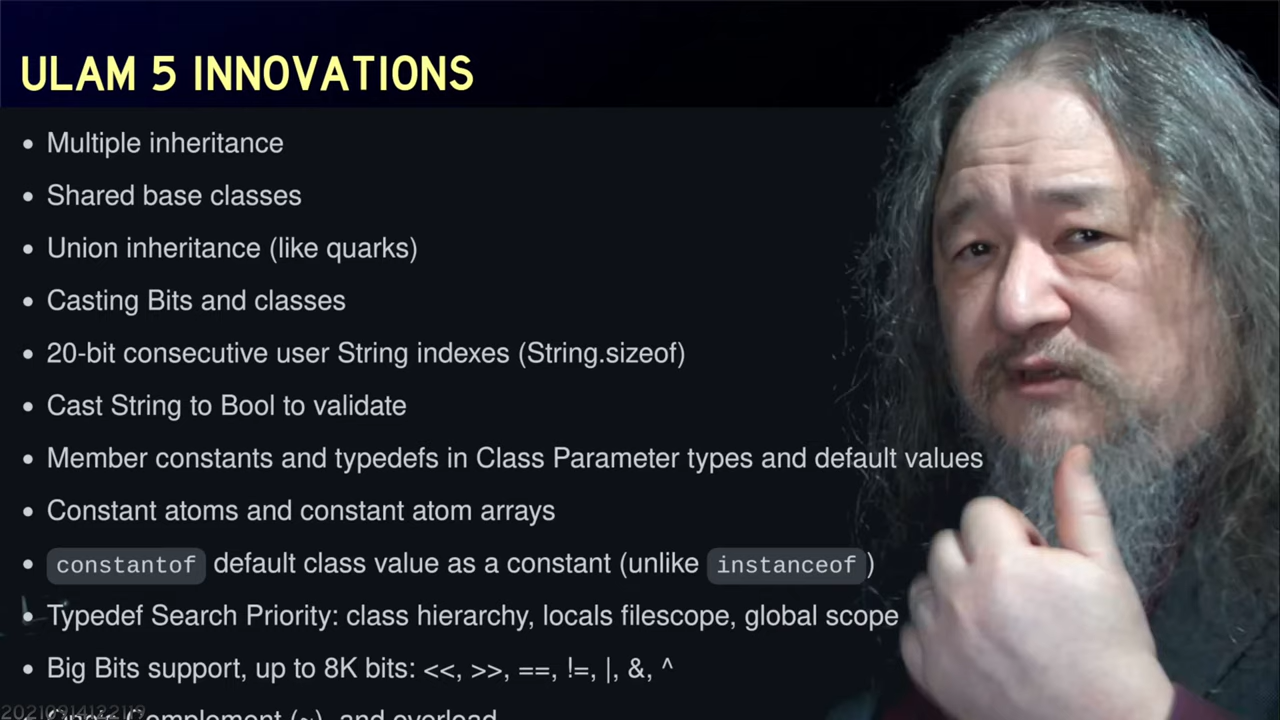 ULAM 5 INNOVATIONS
• Multiple inheritance
• Shared base classes
• Union inheritance (like quarks)
• Casting Bits and classes
• 20-bit consecutive user String indexes (String.sizeof)
• Cast String to Bool to validate
• Member constants and typedefs in Class Parameter types and default values
• Constant atoms and constant atom arrays
• constantof default class value as a constant (unlike instanceof)
• Typedef Search Priority: class hierarchy, locals filescope, global scope
• Big Bits support, up to 8K bits: <<, >>, ==, !=, |, &, ^
Complement (~), and overload